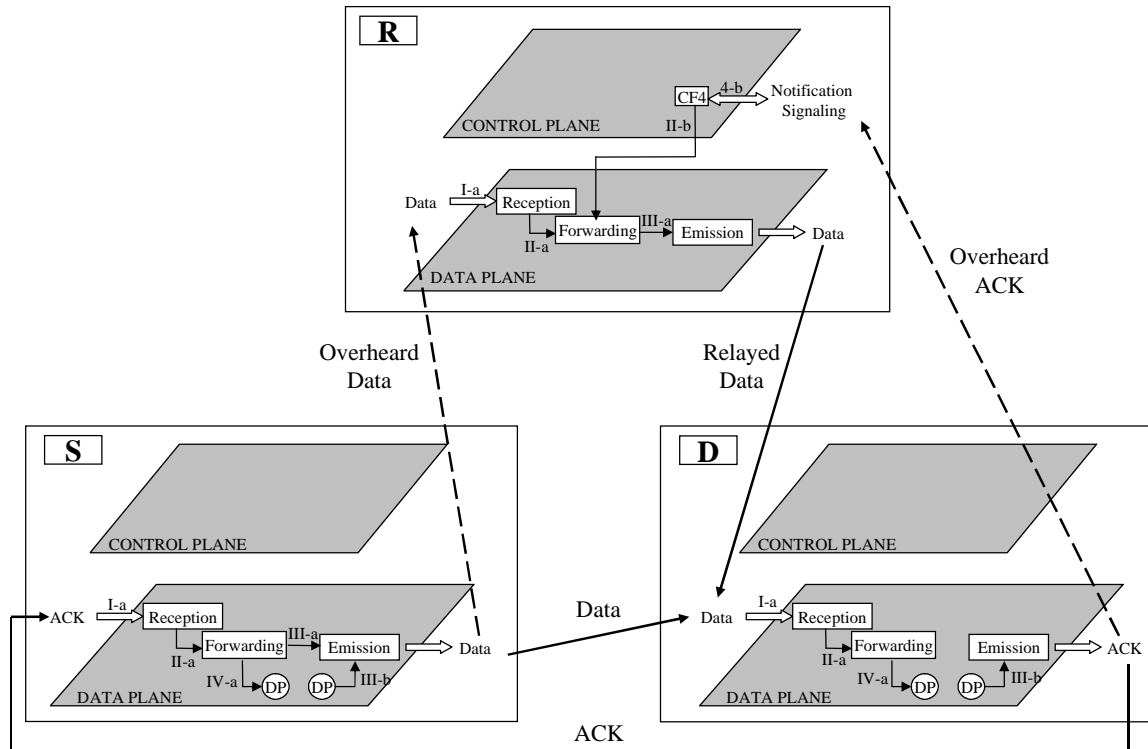 R
CF4
4-b
Notification
Signaling
CONTROL PLANE
II-b
I-a
Data
Reception
III-a
Forwarding
Emission
Data
II-a
DATA PLANE
Overheard
ACK
Overheard
Data
Relayed
Data
S
CONTROL PLANE
ACK
I-a
Reception
III-a
Forwarding
Emission
Data
II-a
IV-a
DP
DP
III-b
DATA PLANE
Data
D
CONTROL PLANE
Data
I-a
Reception
Forwarding
Emission
ACK
II-a
IV-a
DP
DP
III-b
DATA PLANE
ACK